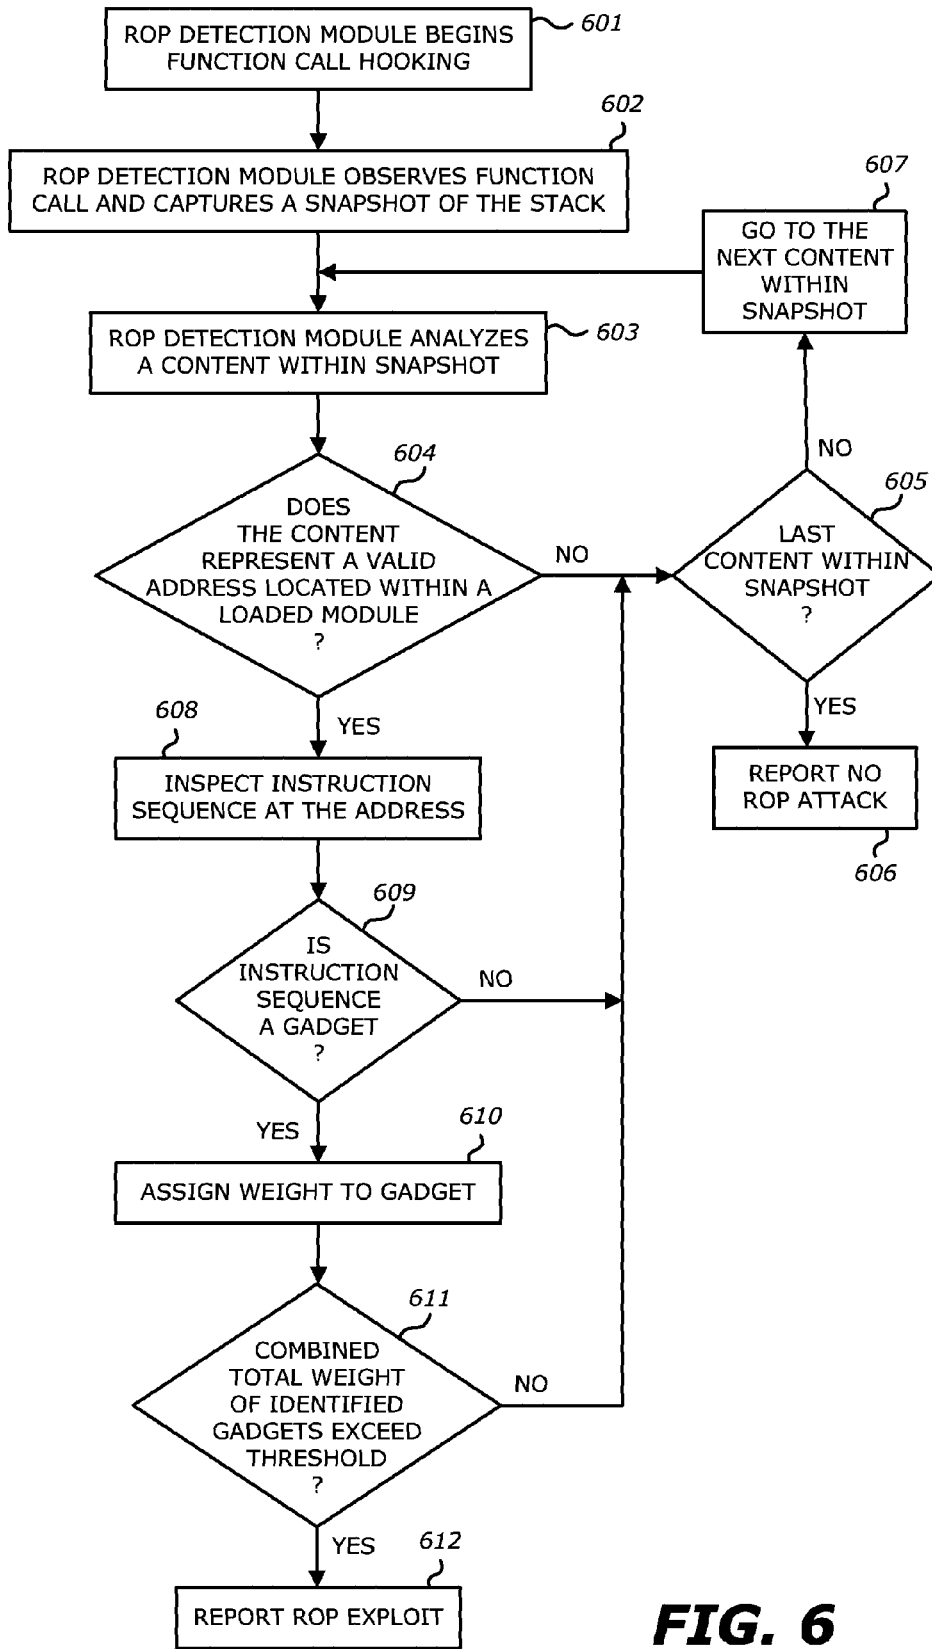 ROP DETECTION MODULE BEGINS
FUNCTION CALL HOOKING
601
602
ROP DETECTION MODULE OBSERVES FUNCTION
CALL AND CAPTURES A SNAPSHOT OF THE STACK
607
GO TO THE
NEXT CONTENT
WITHIN
SNAPSHOT
ROP DETECTION MODULE ANALYZES
A CONTENT WITHIN SNAPSHOT
603
604
DOES
THE CONTENT
REPRESENT A VALID
ADDRESS LOCATED WITHIN A
LOADED MODULE
?
NO
NO
605
LAST
CONTENT WITHIN
SNAPSHOT
?
YES
REPORT NO
ROP ATTACK
606
YES
608
INSPECT INSTRUCTION
SEQUENCE AT THE ADDRESS
609
IS
INSTRUCTION
SEQUENCE
A GADGET
?
NO
YES
610
ASSIGN WEIGHT TO GADGET
611
COMBINED
TOTAL WEIGHT
OF IDENTIFIED
GADGETS EXCEED
THRESHOLD
?
NO
YES
612
REPORT ROP EXPLOIT
FIG. 6